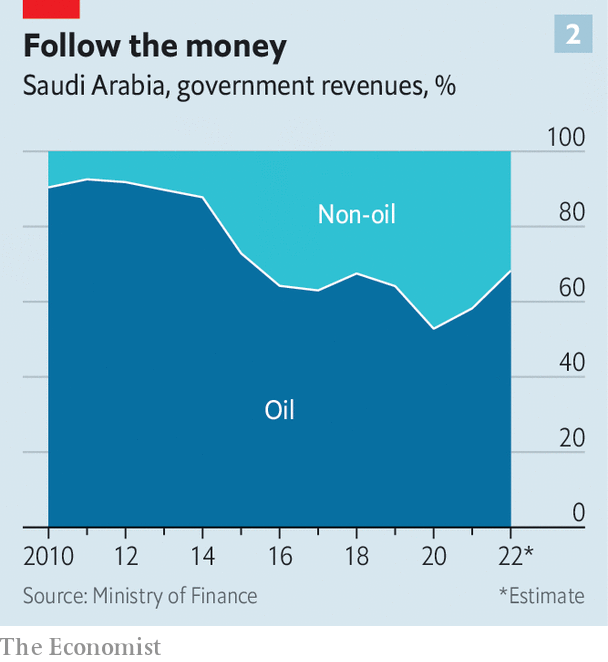 Follow the money
2
Saudi Arabia, government revenues, %
100
Non-oil
80
60
40
Oil
20
0
2010 12 14 16 18 20 22*
Source: Ministry of Finance *Estimate
The Economist